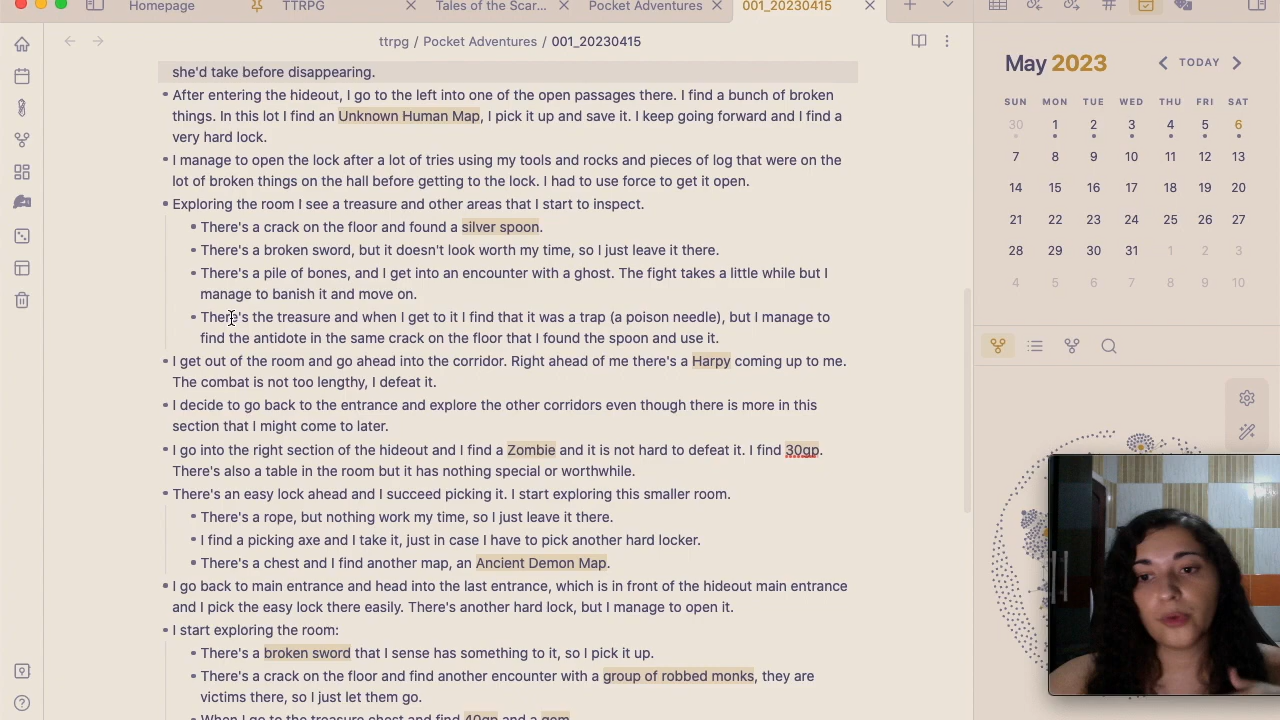 Homepage
TTRPG
Tales of the Scar...
Pocket Adventures
001_20230415
ttrpg / Pocket Adventures / 001_20230415
she'd take before disappearing.
After entering the hideout, I go to the left into one of the open passages there. I find a bunch of broken
things. In this lot I find an Unknown Human Map, I pick it up and save it. I keep going forward and I find a
very hard lock.
I manage to open the lock after a lot of tries using my tools and rocks and pieces of log that were on the
lot of broken things on the hall before getting to the lock. I had to use force to get it open.
Exploring the room I see a treasure and other areas that I start to inspect.
There's a crack on the floor and found a silver spoon.
There's a broken sword, but it doesn't look worth my time, so I just leave it there.
There's a pile of bones, and I get into an encounter with a ghost. The fight takes a little while but I
manage to banish it and move on.
There's the treasure and when I get to it I find that it was a trap (a poison needle), but I manage to
find the antidote in the same crack on the floor that I found the spoon and use it.
I get out of the room and go ahead into the corridor. Right ahead of me there's a Harpy coming up to me.
The combat is not too lengthy, I defeat it.
I decide to go back to the entrance and explore the other corridors even though there is more in this
section that I might come to later.
I go into the right section of the hideout and I find a Zombie and it is not hard to defeat it. I find 30gp.
There's also a table in the room but it has nothing special or worthwhile.
There's an easy lock ahead and I succeed picking it. I start exploring this smaller room.
There's a rope, but nothing work my time, so I just leave it there.
I find a picking axe and I take it, just in case I have to pick another hard locker.
There's a chest and I find another map, an Ancient Demon Map.
I go back to main entrance and head into the last entrance, which is in front of the hideout main entrance
and I pick the easy lock there easily. There's another hard lock, but I manage to open it.
I start exploring the room:
There's a broken sword that I sense has something to it, so I pick it up.
There's a crack on the floor and find another encounter with a group of robbed monks, they are
victims there, so I just let them go.
When I go to the treasure chest and find 40gp and a gem.
May 2023
TODAY
SUN MON TUE WED THU FRI SAT
30 1 2 3 4 5 6
7 8 9 10 11 12 13
14 15 16 17 18 19 20
21 22 23 24 25 26 27
28 29 30 31 1 2 3
4 5 6 7 8 9 10